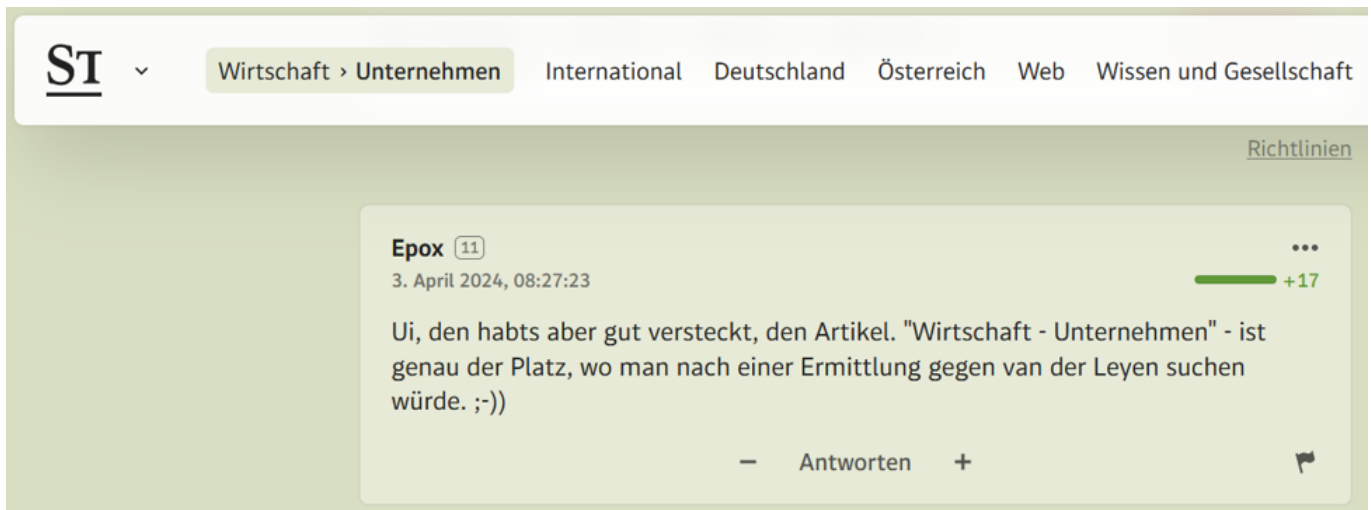 ST Wirtschaft › Unternehmen International Deutschland Österreich Web Wissen und Gesellschaft
Richtlinien
Epox 11
3. April 2024, 08:27:23
+17
Ui, den habts aber gut versteckt, den Artikel. "Wirtschaft - Unternehmen" - ist
genau der Platz, wo man nach einer Ermittlung gegen van der Leyen suchen
würde. ;-))
− Antworten +